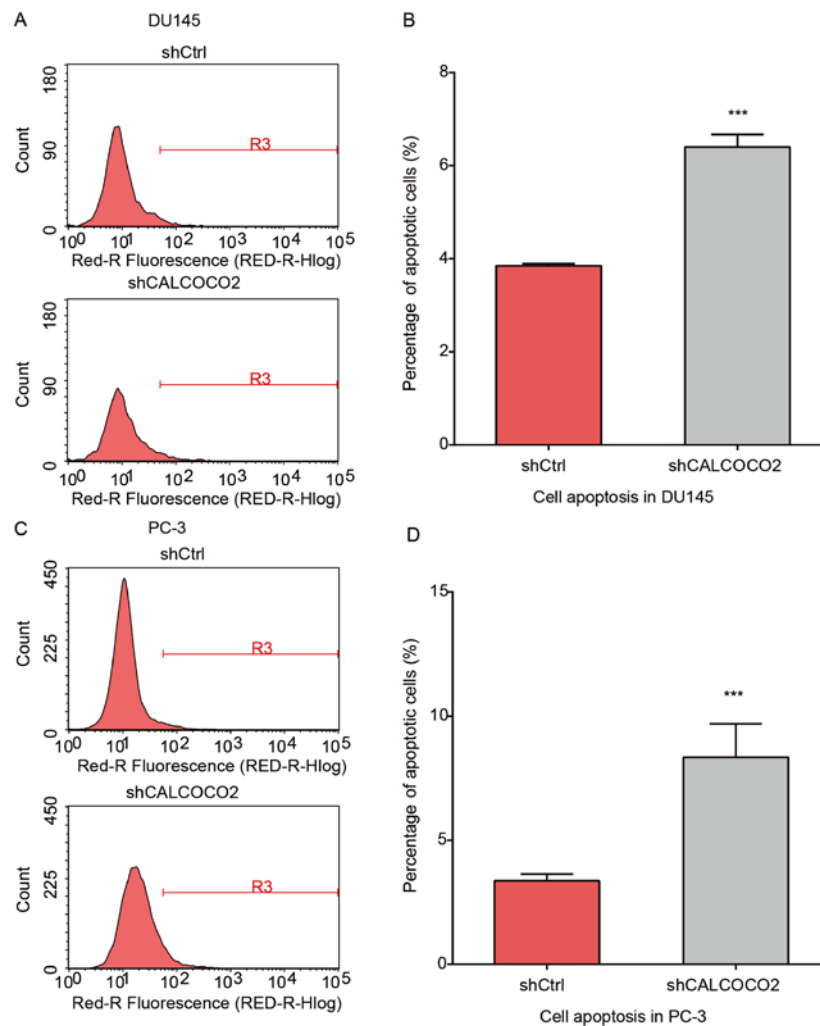 A
DU145
shCtrl
180
90
0
Count
R3
10^0 10^1 10^2 10^3 10^4 10^5
Red-R Fluorescence (RED-R-Hlog)
shCALCOCO2
180
90
0
Count
R3
10^0 10^1 10^2 10^3 10^4 10^5
Red-R Fluorescence (RED-R-Hlog)
B
8
6
4
2
0
Percentage of apoptotic cells (%)
***
shCtrl shCALCOCO2
Cell apoptosis in DU145
C
PC-3
shCtrl
450
225
0
Count
R3
10^0 10^1 10^2 10^3 10^4 10^5
Red-R Fluorescence (RED-R-Hlog)
shCALCOCO2
450
225
0
Count
R3
10^0 10^1 10^2 10^3 10^4 10^5
Red-R Fluorescence (RED-R-Hlog)
D
15
10
5
0
Percentage of apoptotic cells (%)
***
shCtrl shCALCOCO2
Cell apoptosis in PC-3